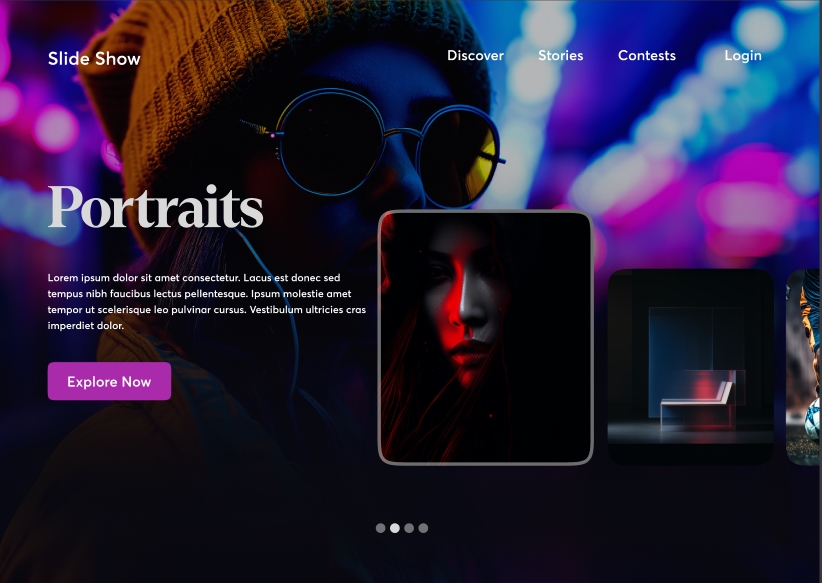 Slide Show
Discover Stories Contests Login
Portraits
Lorem ipsum dolor sit amet consectetur. Lacus est donec sed
tempus nibh faucibus lectus pellentesque. Ipsum molestie amet
tempor ut scelerisque leo pulvinar cursus. Vestibulum ultricies cras
imperdiet dolor.
Explore Now